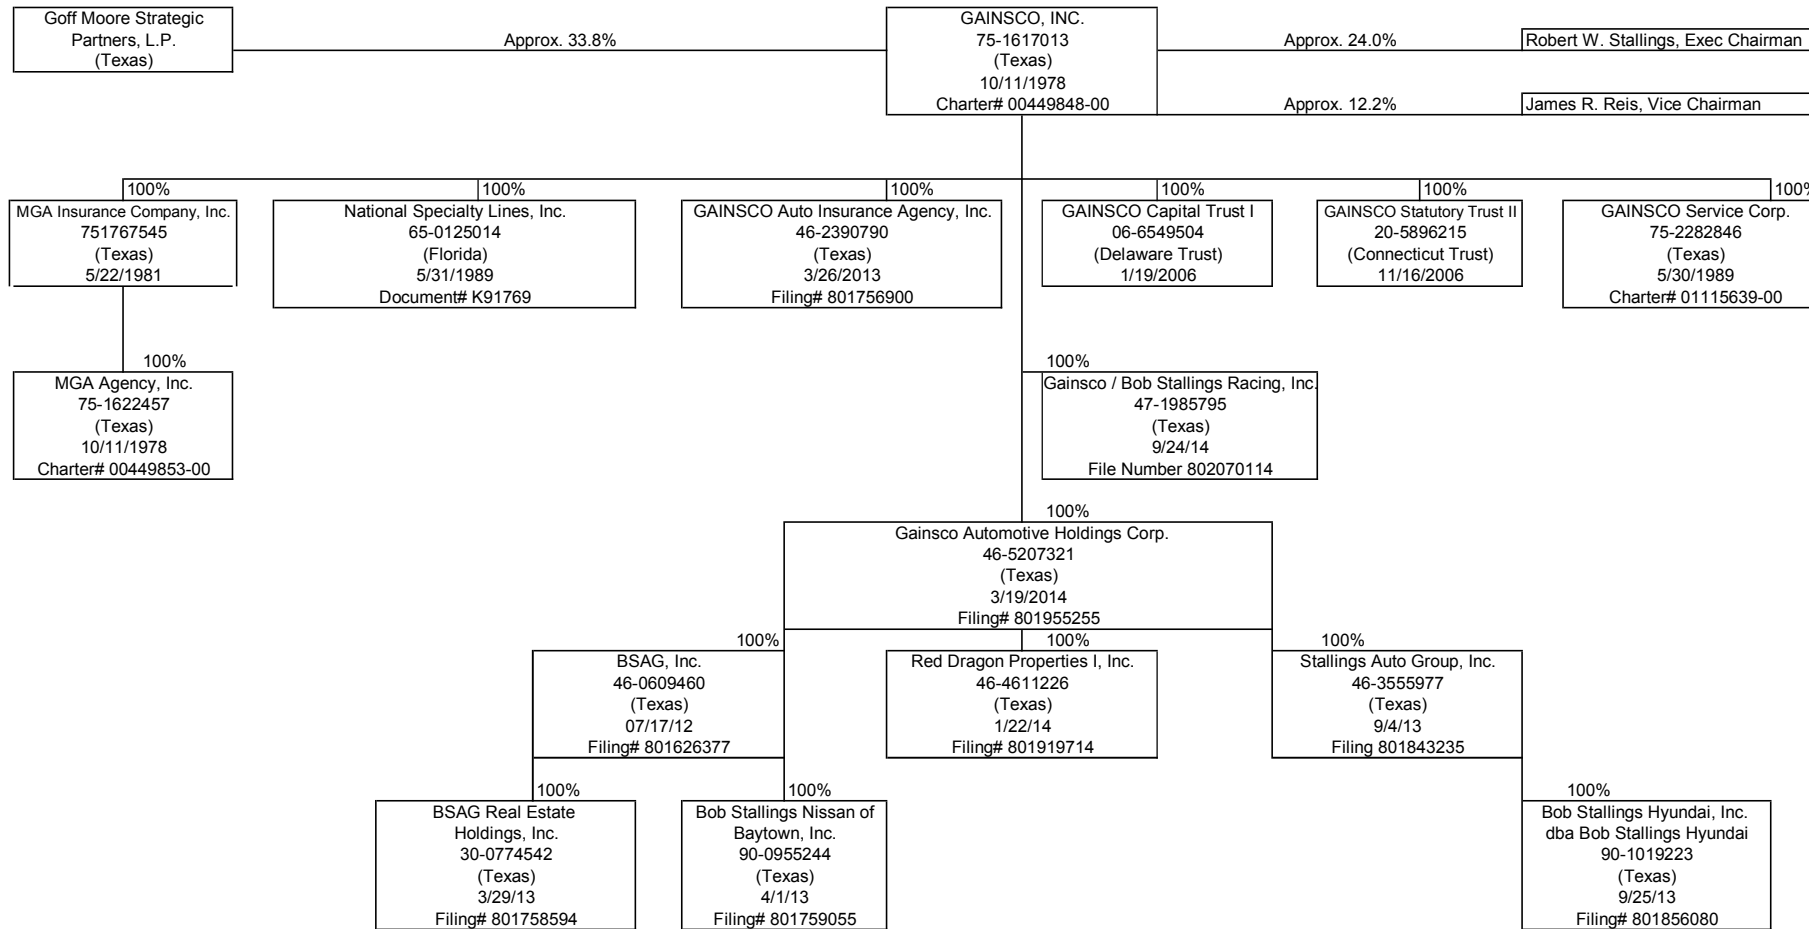 Goff Moore Strategic
Partners, L.P.
(Texas)
Approx. 33.8%
GAINSCO, INC.
75-1617013
(Texas)
10/11/1978
Charter# 00449848-00
Approx. 24.0%
Robert W. Stallings, Exec Chairman
Approx. 12.2%
James R. Reis, Vice Chairman
100%
MGA Insurance Company, Inc.
751767545
(Texas)
5/22/1981
100%
National Specialty Lines, Inc.
65-0125014
(Florida)
5/31/1989
Document# K91769
100%
GAINSCO Auto Insurance Agency, Inc.
46-2390790
(Texas)
3/26/2013
Filing# 801756900
100%
GAINSCO Capital Trust I
06-6549504
(Delaware Trust)
1/19/2006
100%
GAINSCO Statutory Trust II
20-5896215
(Connecticut Trust)
11/16/2006
100%
GAINSCO Service Corp.
75-2282846
(Texas)
5/30/1989
Charter# 01115639-00
100%
MGA Agency, Inc.
75-1622457
(Texas)
10/11/1978
Charter# 00449853-00
100%
Gainsco / Bob Stallings Racing, Inc.
47-1985795
(Texas)
9/24/14
File Number 802070114
100%
Gainsco Automotive Holdings Corp.
46-5207321
(Texas)
3/19/2014
Filing# 801955255
100%
BSAG, Inc.
46-0609460
(Texas)
07/17/12
Filing# 801626377
100%
Red Dragon Properties I, Inc.
46-4611226
(Texas)
1/22/14
Filing# 801919714
100%
Stallings Auto Group, Inc.
46-3555977
(Texas)
9/4/13
Filing 801843235
100%
BSAG Real Estate
Holdings, Inc.
30-0774542
(Texas)
3/29/13
Filing# 801758594
100%
Bob Stallings Nissan of
Baytown, Inc.
90-0955244
(Texas)
4/1/13
Filing# 801759055
100%
Bob Stallings Hyundai, Inc.
dba Bob Stallings Hyundai
90-1019223
(Texas)
9/25/13
Filing# 801856080